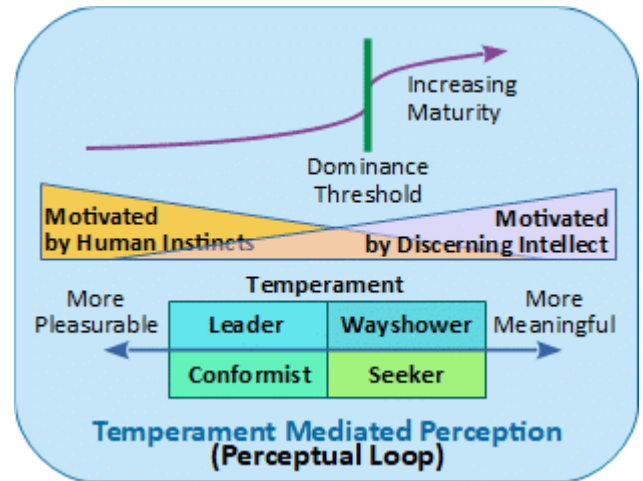 Increasing
Maturity
Dominance
Threshold
Motivated
by Human Instincts
Motivated
by Discerning Intellect
Temperament
More
Pleasurable
Leader
Wayshower
More
Meaningful
Conformist
Seeker
Temperament Mediated Perception
(Perceptual Loop)